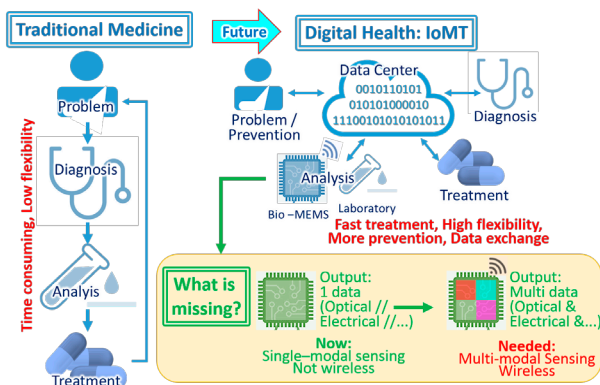 Traditional Medicine
Problem
Diagnosis
Analyis
Treatment
Time consuming, Low flexibility
Future
Digital Health: IoMT
Data Center
0010110101
010101000010
11100101010101011
Problem /
Prevention
Diagnosis
Analysis
Bio –MEMS
Laboratory
Treatment
Fast treatment, High flexibility,
More prevention, Data exchange
What is
missing?
Output:
1 data
(Optical //
Electrical //...)
Now:
Single–modal sensing
Not wireless
Output:
Multi data
(Optical &
Electrical &...)
Needed:
Multi-modal Sensing
Wireless